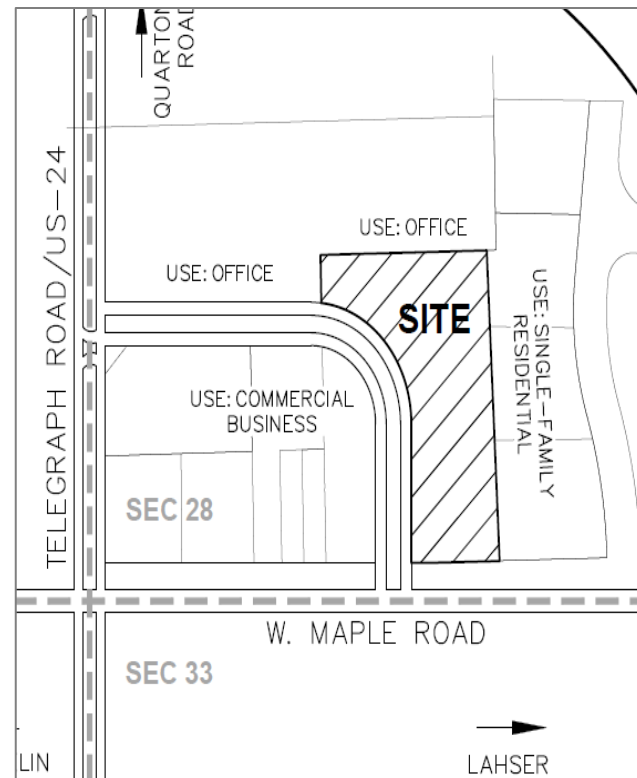 QUARTON
ROAD
TELEGRAPH ROAD/US-24
USE: OFFICE
USE: OFFICE
SITE
USE: SINGLE-FAMILY
RESIDENTIAL
USE: COMMERCIAL
BUSINESS
SEC 28
W. MAPLE ROAD
SEC 33
LIN
LAHSER